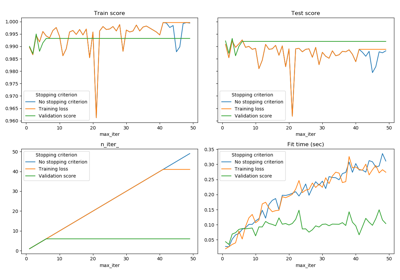 Train score
Test score
1.000
0.995
0.990
0.985
0.980
0.975
0.970
0.965
0.960
Stopping criterion
No stopping criterion
Training loss
Validation score
Stopping criterion
No stopping criterion
Training loss
Validation score
0 10 20 30 40 50
max_iter
0 10 20 30 40 50
max_iter
n_iter_
Fit time (sec)
50
40
30
20
10
0
Stopping criterion
No stopping criterion
Training loss
Validation score
0.35
0.30
0.25
0.20
0.15
0.10
0.05
Stopping criterion
No stopping criterion
Training loss
Validation score
0 10 20 30 40 50
max_iter
0 10 20 30 40 50
max_iter